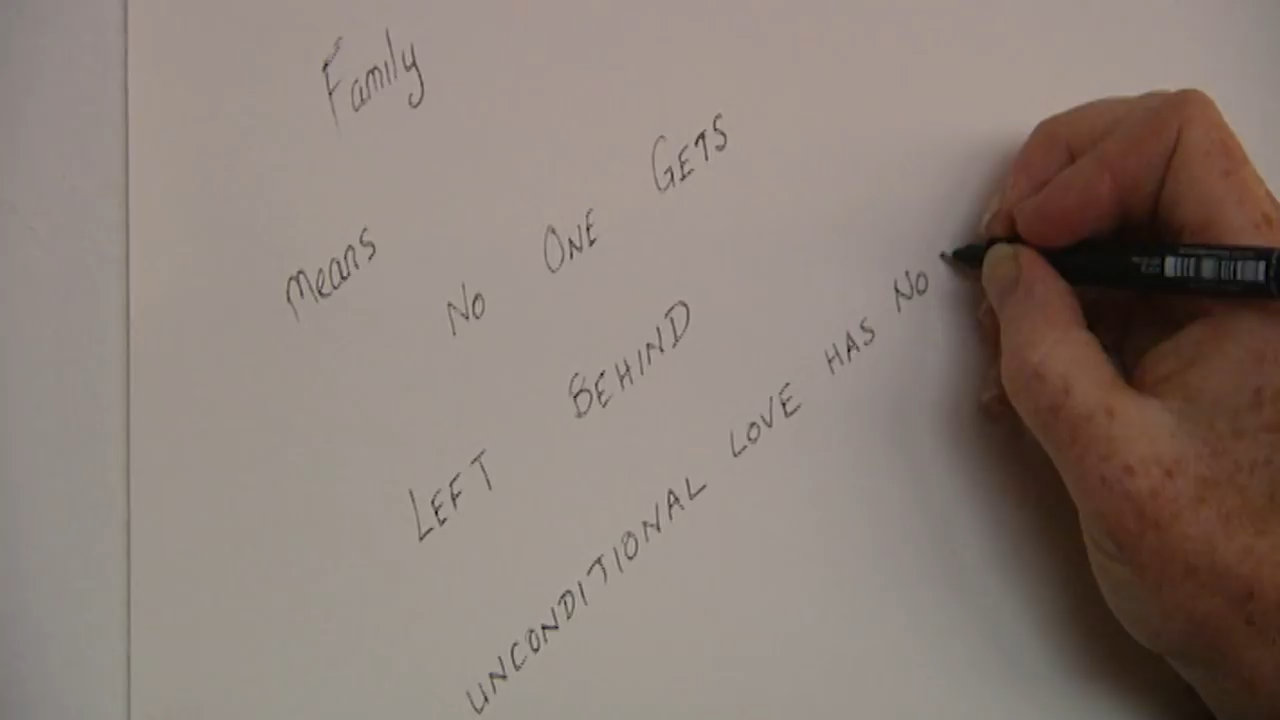 Family
means No ONE GETS
LEFT BEHIND
UNCONDITIONAL LOVE HAS NO